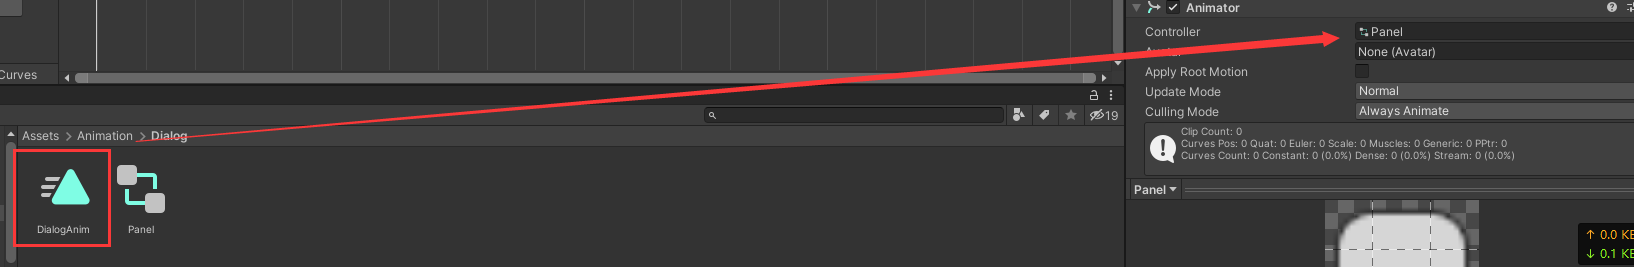 Curves
19
Assets > Animation > Dialog
DialogAnim
Panel
Animator
Controller
Panel
None (Avatar)
Apply Root Motion
Update Mode
Normal
Culling Mode
Always Animate
Clip Count: 0
Curves Pos: 0 Quat: 0 Euler: 0 Scale: 0 Muscles: 0 Generic: 0 PPtr: 0
Curves Count: 0 Constant: 0 (0.0%) Dense: 0 (0.0%) Stream: 0 (0.0%)
Panel
↑ 0.0 KB
↓ 0.1 KB